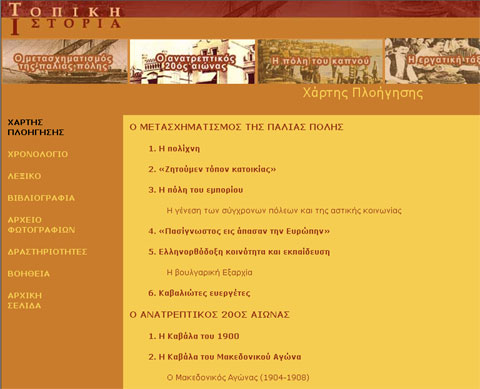 ΤΟΠΙΚΗ
ΙΣΤΟΡΙΑ
Ο μετασχηματισμός
της παλιάς πόλης
Ο ανατρεπτικός
20ός αιώνας
Η πόλη του καπνού
Η εργατική τάξ
Χάρτης Πλοήγησης
ΧΑΡΤΗΣ
ΠΛΟΗΓΗΣΗΣ
ΧΡΟΝΟΛΟΓΙΟ
ΛΕΞΙΚΟ
ΒΙΒΛΙΟΓΡΑΦΙΑ
ΑΡΧΕΙΟ
ΦΩΤΟΓΡΑΦΙΩΝ
ΔΡΑΣΤΗΡΙΟΤΗΤΕΣ
ΒΟΗΘΕΙΑ
ΑΡΧΙΚΗ
ΣΕΛΙΔΑ
Ο ΜΕΤΑΣΧΗΜΑΤΙΣΜΟΣ ΤΗΣ ΠΑΛΙΑΣ ΠΟΛΗΣ
1. Η πολίχνη
2. «Ζητούμεν τόπον κατοικίας»
3. Η πόλη του εμπορίου
Η γένεση των σύγχρονων πόλεων και της αστικής κοινωνίας
4. «Πασίγνωστος εις άπασαν την Ευρώπην»
5. Ελληνορθόδοξη κοινότητα και εκπαίδευση
Η βουλγαρική Εξαρχία
6. Καβαλιώτες ευεργέτες
Ο ΑΝΑΤΡΕΠΤΙΚΟΣ 20ΟΣ ΑΙΩΝΑΣ
1. Η Καβάλα του 1900
2. Η Καβάλα του Μακεδονικού Αγώνα
Ο Μακεδονικός Αγώνας (1904-1908)